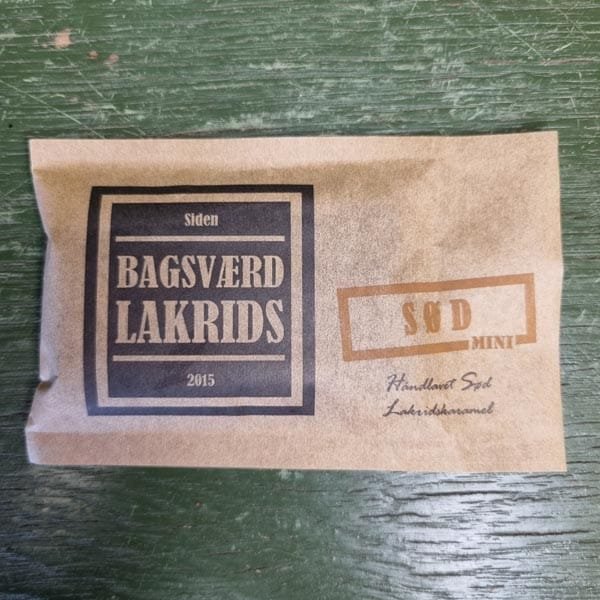 Siden
BAGSVÆRD
LAKRIDS
2015
SØD
MINI
Håndlavet Sød
Lakridskaramel